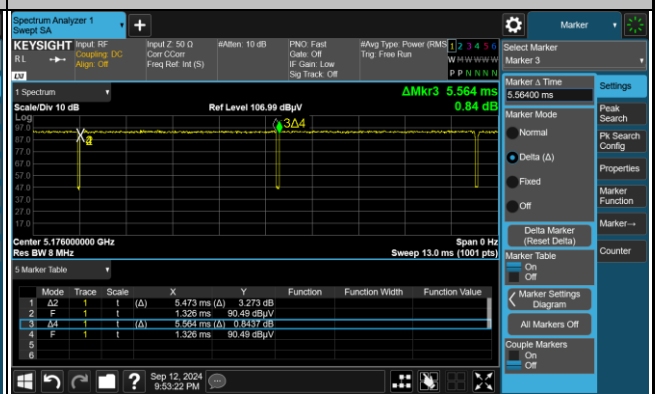 Spectrum Analyzer 1
Swept SA
Marker
KEYSIGHT
R L
Input: RF
Coupling: DC
Align: Off
Input Z: 50 Ω
Corr CCorr
Freq Ref: Int (S)
#Atten: 10 dB
PNO: Fast
Gate: Off
IF Gain: Low
Sig Track: Off
#Avg Type: Power (RMS
Trig: Free Run
1 2 3 4 5 6
W W W W W W
P P N N N N
LXI
1 Spectrum
ΔMkr3 5.564 ms
0.84 dB
Scale/Div 10 dB
Ref Level 106.99 dBµV
Log
97.0
87.0
77.0
67.0
57.0
47.0
37.0
27.0
17.0
3Δ4
Center 5.176000000 GHz
Res BW 8 MHz
Span 0 Hz
Sweep 13.0 ms (1001 pts)
5 Marker Table
Mode Trace Scale X Y Function Function Width Function Value
1 Δ2 1 t (Δ) 5.473 ms (Δ) 3.273 dB
2 F 1 t 1.326 ms 90.49 dBµV
3 Δ4 1 t (Δ) 5.564 ms (Δ) 0.8437 dB
4 F 1 t 1.326 ms 90.49 dBµV
5
6
?
Sep 12, 2024
9:53:22 PM
Select Marker
Marker 3
Marker Δ Time
5.56400 ms
Marker Mode
Normal
Delta (Δ)
Fixed
Off
Delta Marker
(Reset Delta)
Marker Table
On
Off
Marker Settings
Diagram
All Markers Off
Couple Markers
On
Off
Settings
Peak
Search
Pk Search
Config
Properties
Marker
Function
Marker→
Counter